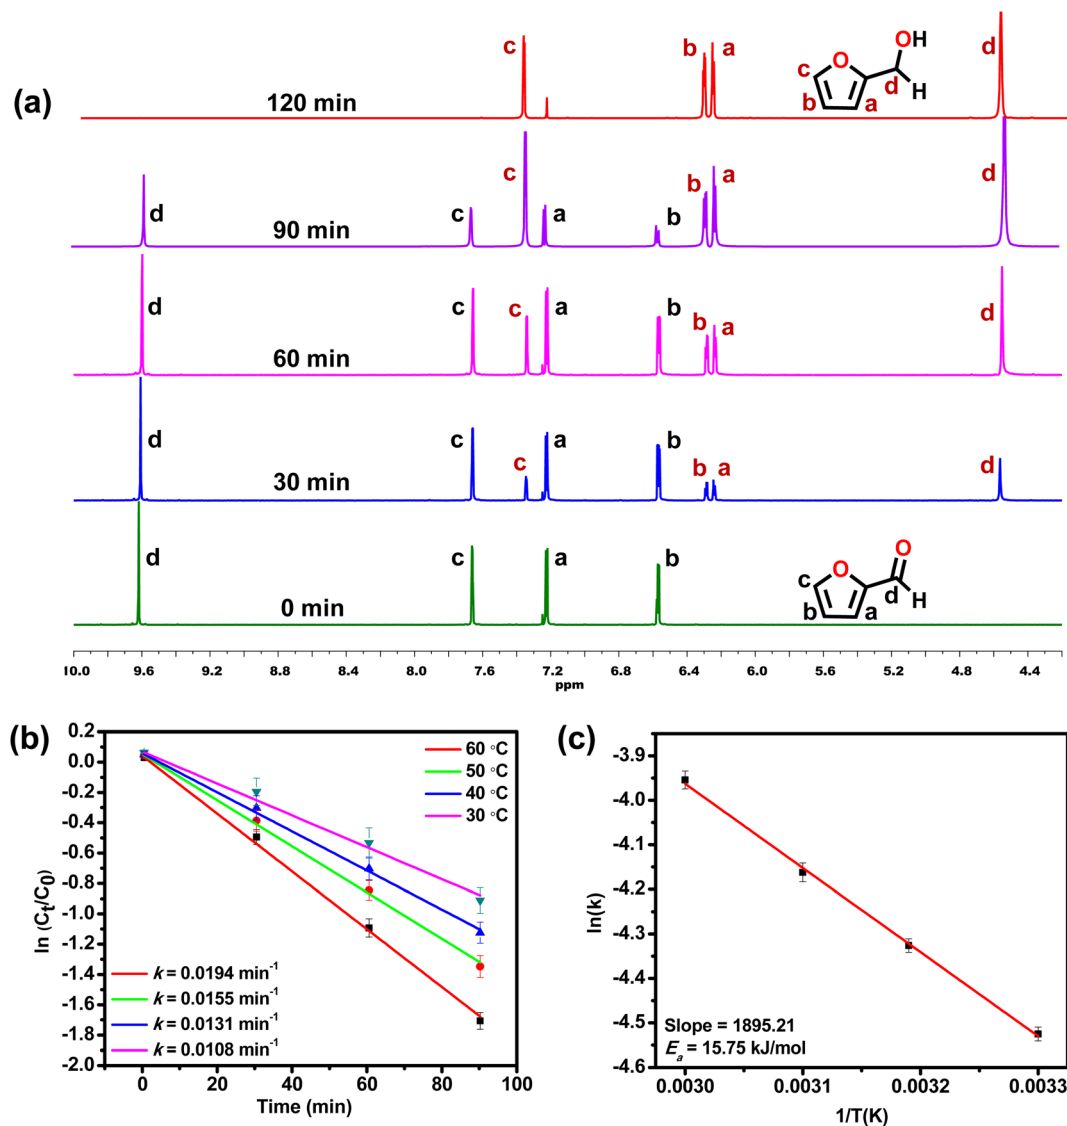 (a)
120 min
c
b
a
d
O
OH
c
b
a
d
H
90 min
d
c
c
a
b
b
a
d
60 min
d
c
c
a
b
b
a
d
30 min
d
c
c
a
b
b
a
d
0 min
d
c
a
b
O
O
c
b
a
d
H
10.0 9.6 9.2 8.8 8.4 8.0 7.6 7.2 6.8 6.4 6.0 5.6 5.2 4.8 4.4
ppm
(b)
ln (Ct/C0)
0.2
0.0
-0.2
-0.4
-0.6
-0.8
-1.0
-1.2
-1.4
-1.6
-1.8
-2.0
60 °C
50 °C
40 °C
30 °C
k = 0.0194 min-1
k = 0.0155 min-1
k = 0.0131 min-1
k = 0.0108 min-1
0 20 40 60 80 100
Time (min)
(c)
ln(k)
-3.9
-4.0
-4.1
-4.2
-4.3
-4.4
-4.5
-4.6
Slope = 1895.21
Ea = 15.75 kJ/mol
0.0030 0.0031 0.0032 0.0033
1/T(K)